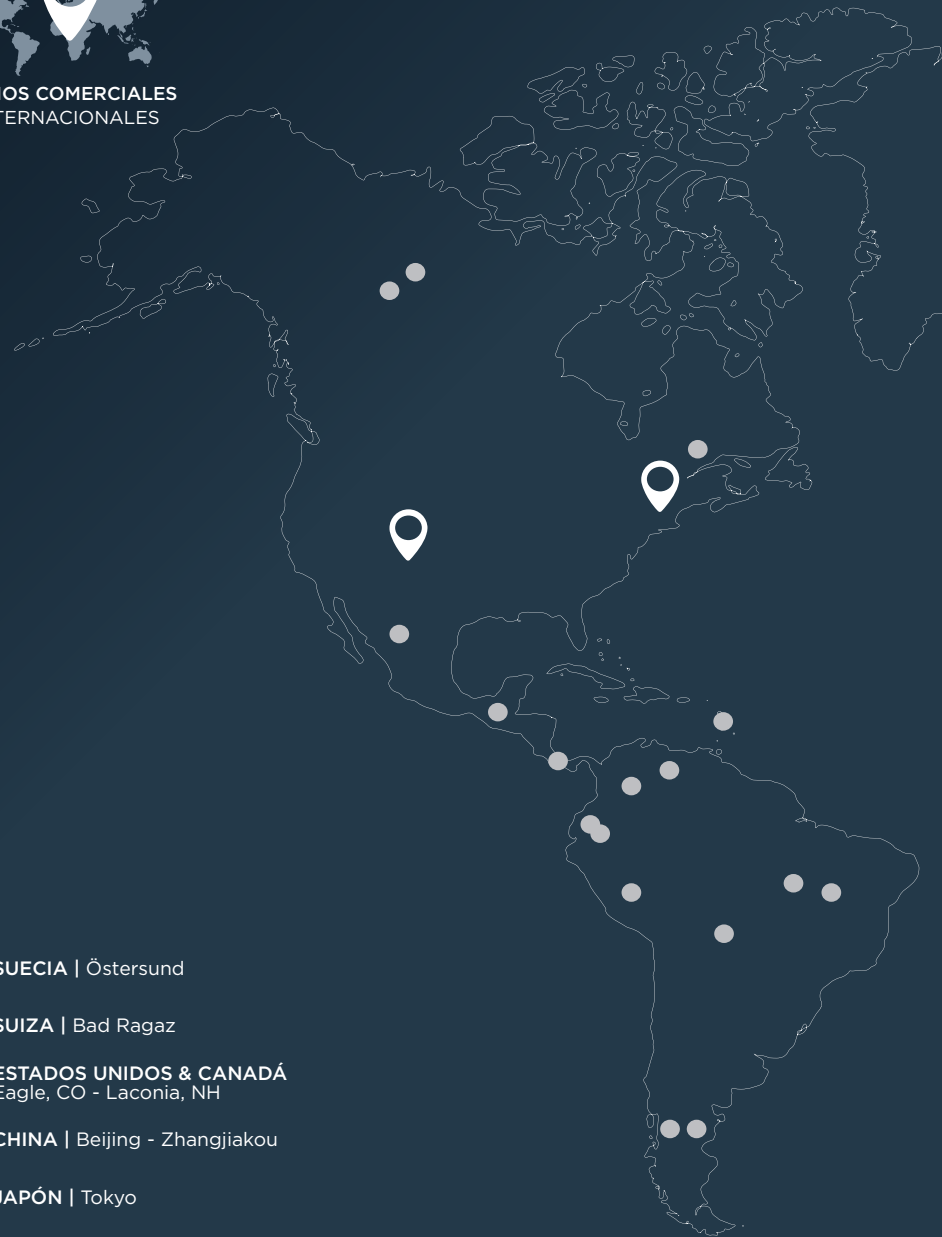 IOS COMERCIALES
TERNACIONALES
SUECIA | Östersund
SUIZA | Bad Ragaz
ESTADOS UNIDOS & CANADÁ
Eagle, CO - Laconia, NH
CHINA | Beijing - Zhangjiakou
JAPÓN | Tokyo